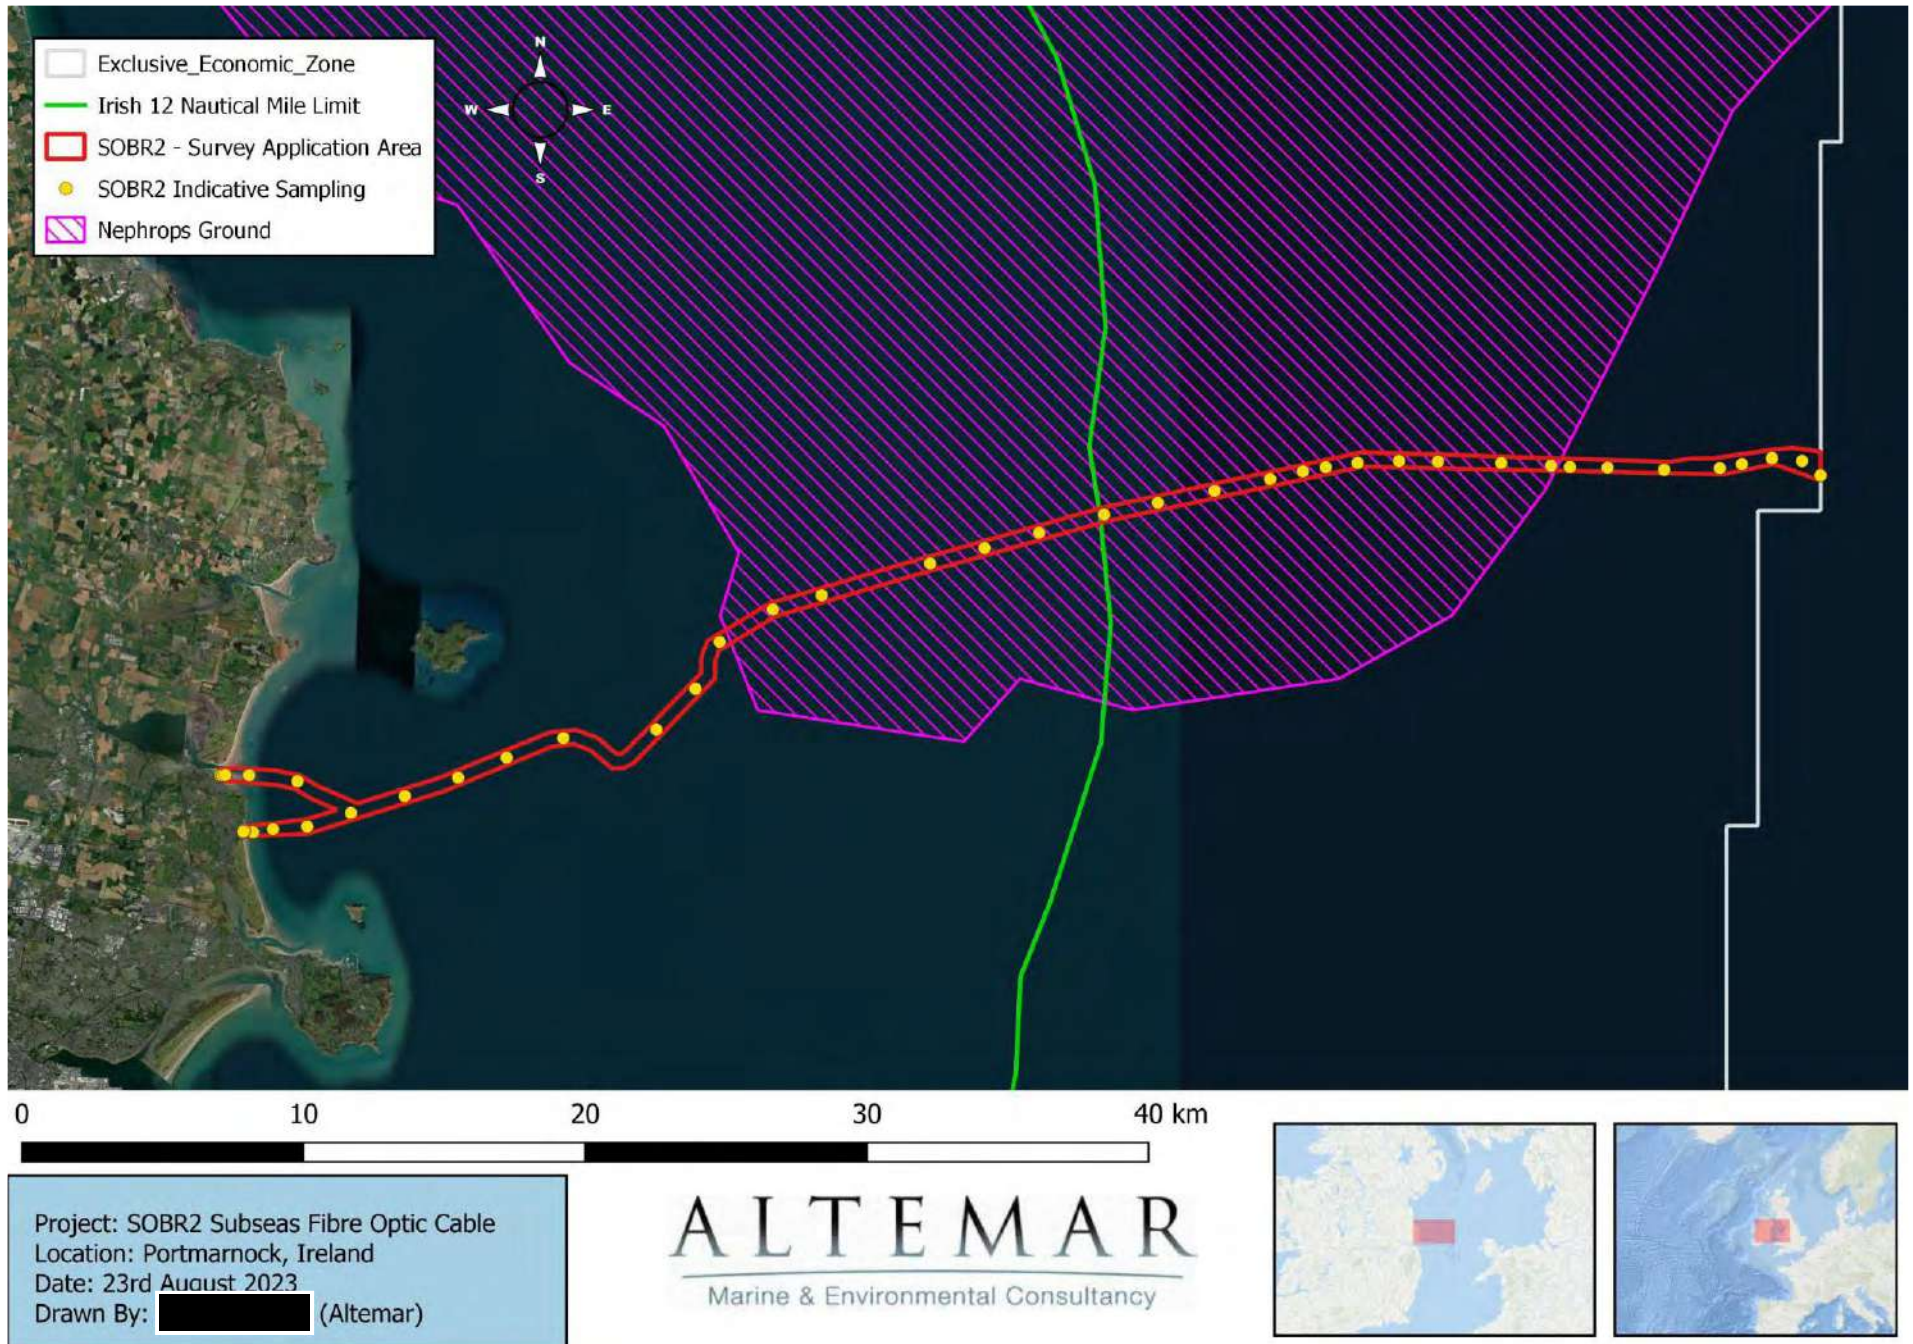 Exclusive_Economic_Zone
Irish 12 Nautical Mile Limit
SOBR2 - Survey Application Area
SOBR2 Indicative Sampling
Nephrops Ground
N
W E
S
0 10 20 30 40 km
Project: SOBR2 Subseas Fibre Optic Cable
Location: Portmarnock, Ireland
Date: 23rd August 2023
Drawn By: (Altemar)
ALTEMAR
Marine & Environmental Consultancy